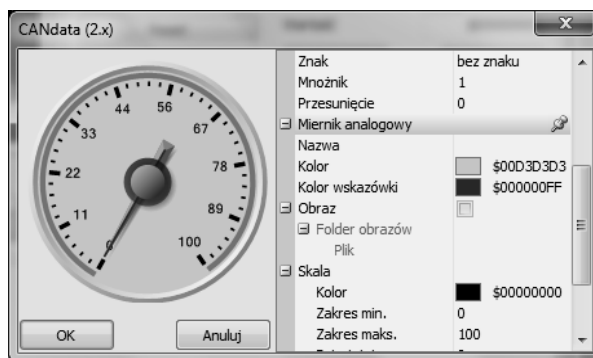 CANdata (2.x)
44
56
33
67
22
78
11
89
0
100
OK
Anuluj
Znak bez znaku
Mnożnik 1
Przesunięcie 0
Miernik analogowy
Nazwa
Kolor $00D3D3D3
Kolor wskazówki $000000FF
Obraz
Folder obrazów
Plik
Skala
Kolor $00000000
Zakres min. 0
Zakres maks. 100